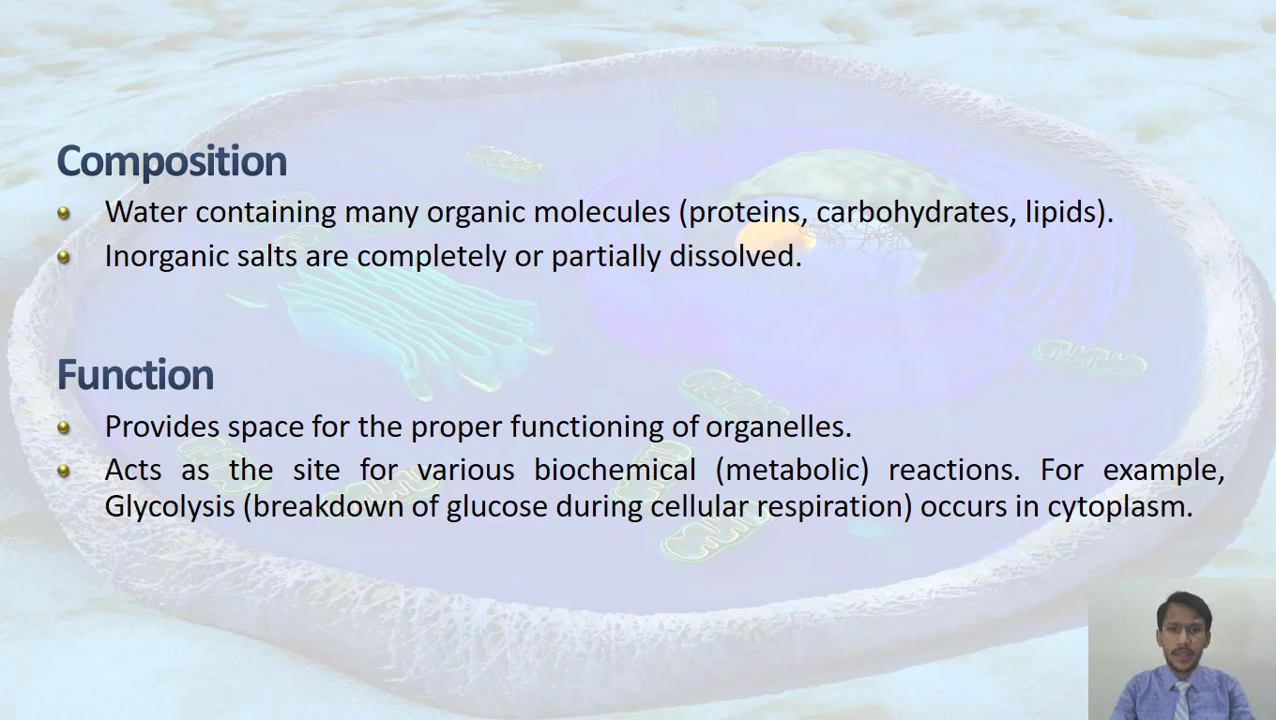 Composition
Water containing many organic molecules (proteins, carbohydrates, lipids).
Inorganic salts are completely or partially dissolved.
Function
Provides space for the proper functioning of organelles.
Acts as the site for various biochemical (metabolic) reactions. For example,
Glycolysis (breakdown of glucose during cellular respiration) occurs in cytoplasm.